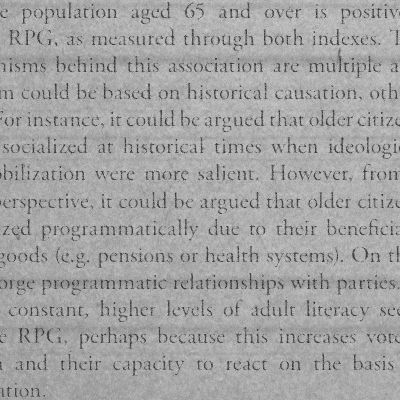 population aged 65 and over is positiv
RPG, as measured through both indexes. T
nisms behind this association are multiple a
m could be based on historical causation, oth
For instance, it could be argued that older citize
socialized at historical times when ideologi
obilization were more salient. However, from
perspective, it could be argued that older citize
ized programmatically due to their beneficia
goods (e.g. pensions or health systems). On th
orge programmatic relationships with parties.
constant, higher levels of adult literacy see
e RPG, perhaps because this increases vote
and their capacity to react on the basis
ation.